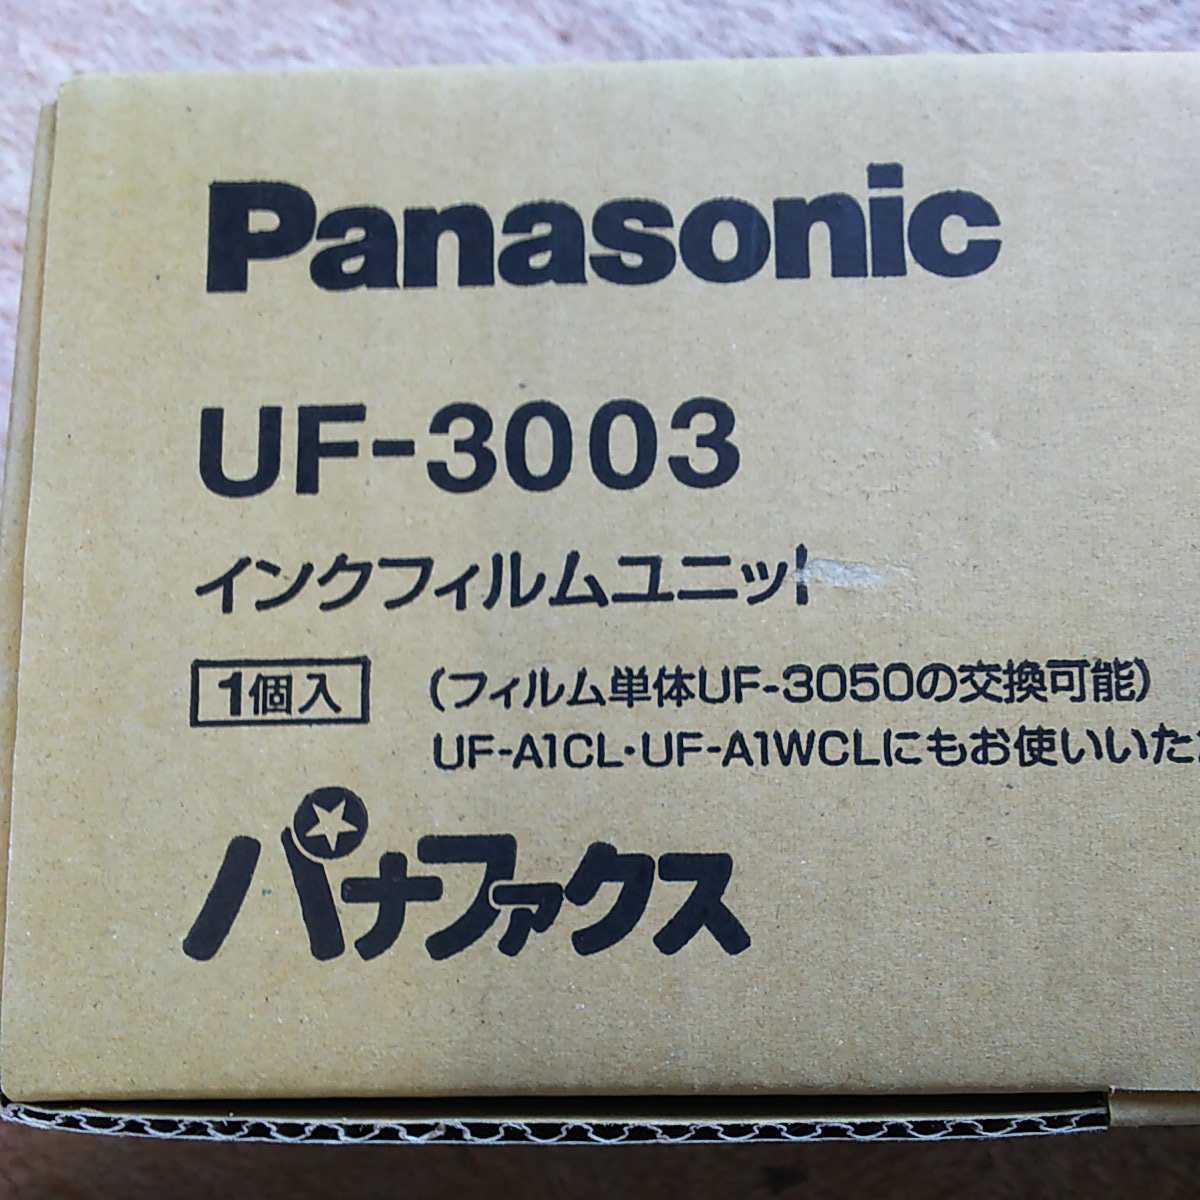 Panasonic
UF-3003
インクフィルムユニット
1個入
(フィルム単体UF-3050の交換可能)
UF-A1CL・UF-A1WCLにもお使いいた
パナファクス